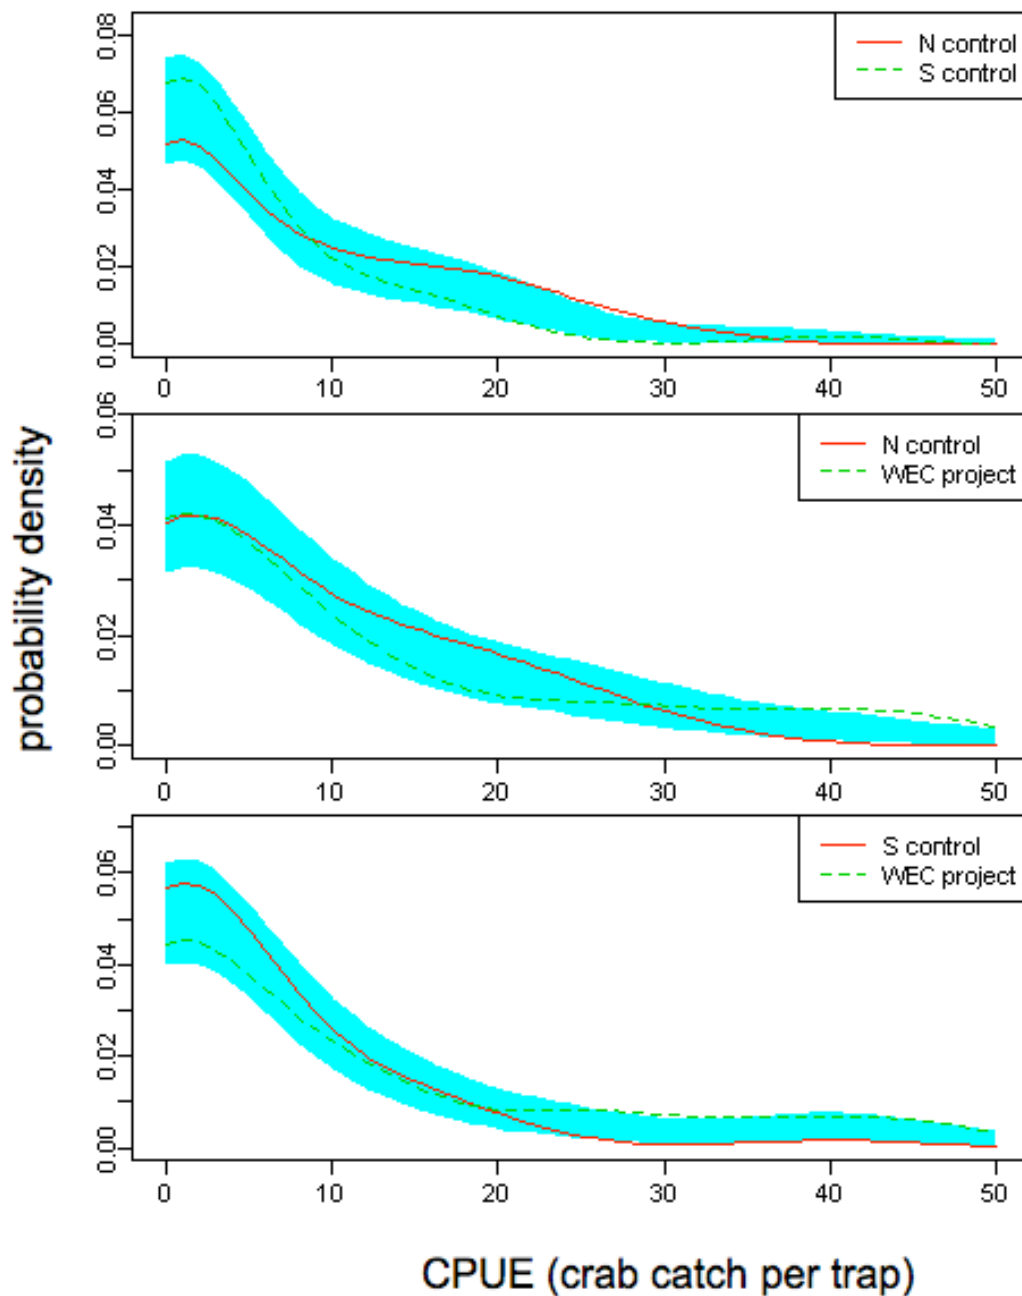 N control
S control
0.00 0.02 0.04 0.06 0.08
0 10 20 30 40 50
N control
WEC project
0.00 0.02 0.04 0.06
0 10 20 30 40 50
S control
WEC project
0.00 0.02 0.04 0.06
0 10 20 30 40 50
probability density
CPUE (crab catch per trap)